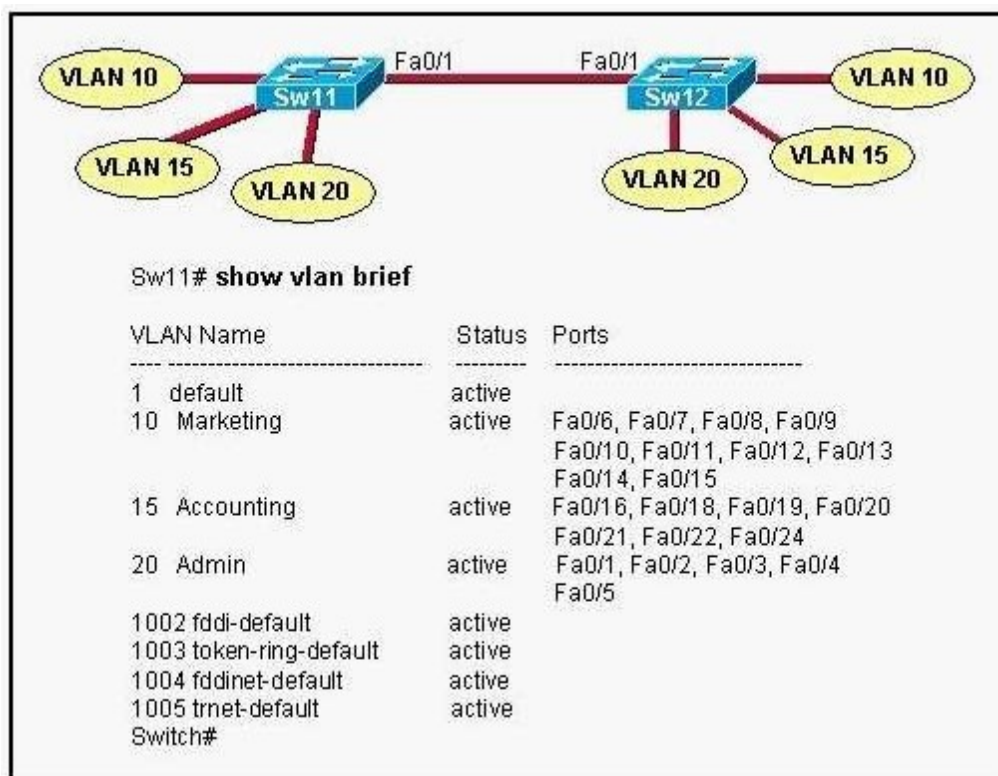 Fa0/1 Fa0/1
VLAN 10 Sw11 Sw12 VLAN 10
VLAN 15 VLAN 20 VLAN 20 VLAN 15
Sw11# show vlan brief
VLAN Name Status Ports
---- -------------------------------- --------- -------------------------------
1 default active
10 Marketing active Fa0/6, Fa0/7, Fa0/8, Fa0/9
Fa0/10, Fa0/11, Fa0/12, Fa0/13
Fa0/14, Fa0/15
15 Accounting active Fa0/16, Fa0/18, Fa0/19, Fa0/20
Fa0/21, Fa0/22, Fa0/24
20 Admin active Fa0/1, Fa0/2, Fa0/3, Fa0/4
Fa0/5
1002 fddi-default active
1003 token-ring-default active
1004 fddinet-default active
1005 trnet-default active
Switch#